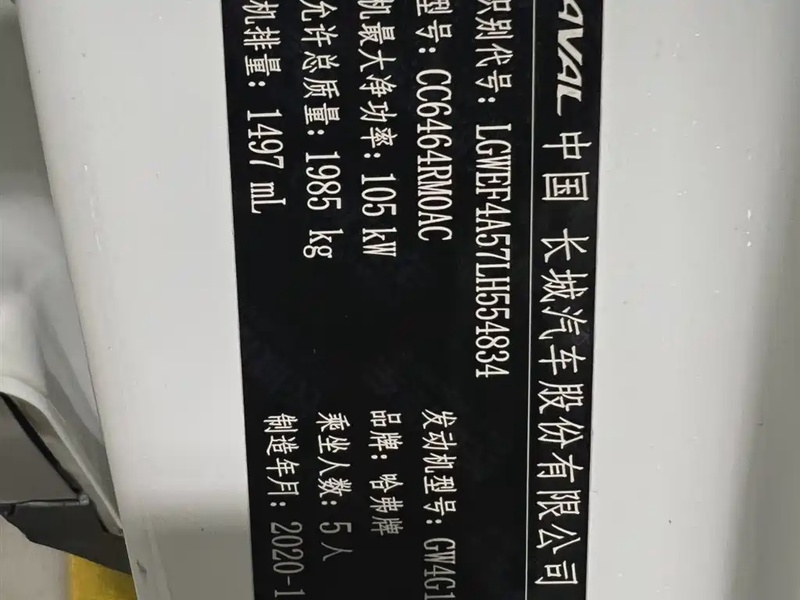 AVAL 中国 长城汽车股份有限公司
识别代号: LGWEF4A57LH554834
型号: CC6464RM0AC 发动机型号: GW4G1
机最大净功率: 105 kW 品牌: 哈弗牌
允许总质量: 1985 kg 乘坐人数: 5 人
机排量: 1497 mL 制造年月: 2020-1